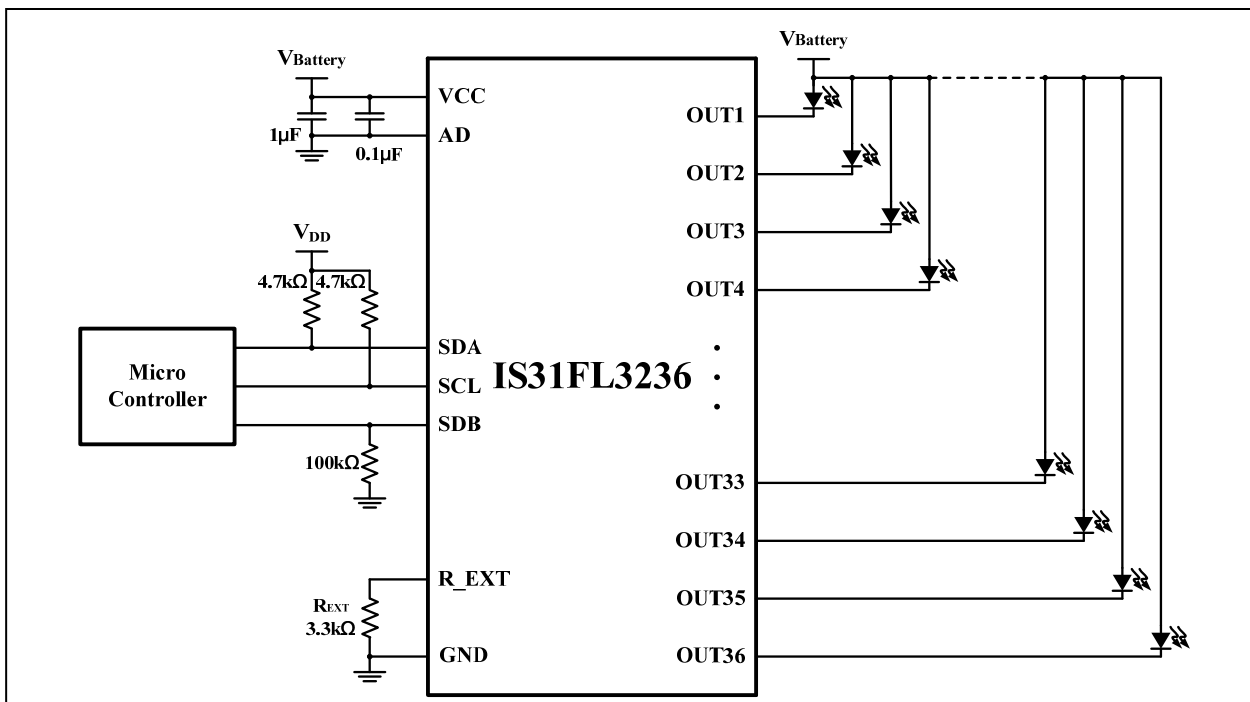 VBattery
VCC
1μF
AD
0.1μF
VDD
4.7kΩ 4.7kΩ
Micro
Controller
SDA
SCL
SDB
100kΩ
R_EXT
REXT
3.3kΩ
GND
IS31FL3236
VBattery
OUT1
OUT2
OUT3
OUT4
OUT33
OUT34
OUT35
OUT36